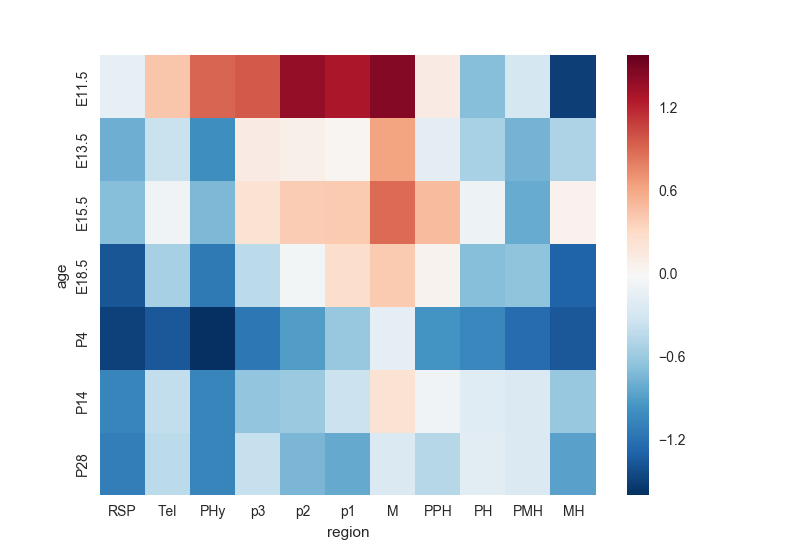 E11.5
E13.5
E15.5
E18.5
P4
P14
P28
age
RSP Tel PHy p3 p2 p1 M PPH PH PMH MH
region
1.2
0.6
0.0
−0.6
−1.2